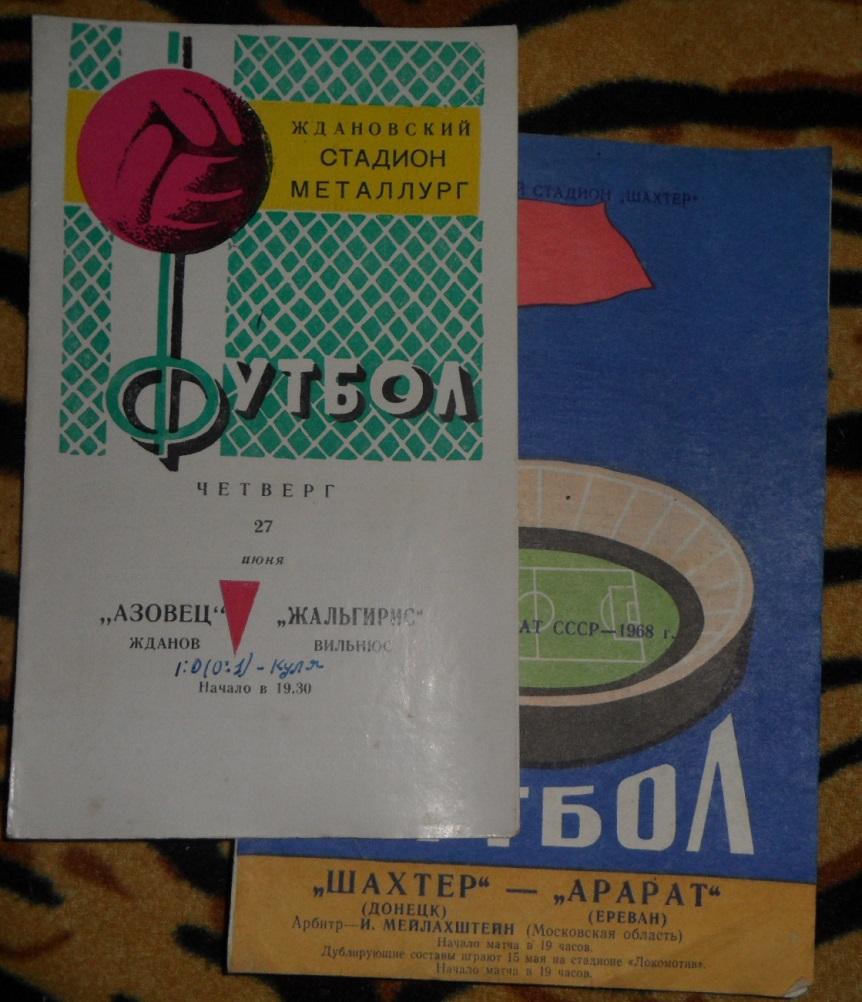 ЖДАНОВСКИЙ
СТАДИОН
МЕТАЛЛУРГ
ФУТБОЛ
ЧЕТВЕРГ
27
июня
„АЗОВЕЦ“ „ЖАЛЬГИРИС“
ЖДАНОВ ВИЛЬНЮС
1:0 (0:1) - Куля
Начало в 19.30
Й СТАДИОН „ШАХТЕР“
АТ СССР—1968 г.
ТБОЛ
„ШАХТЕР“ — „АРАРАТ“
(ДОНЕЦК) (ЕРЕВАН)
Арбитр—И. МЕЙЛАХШТЕЙН (Московская область)
Начало матча в 19 часов.
Дублирующие составы играют 15 мая на стадионе «Локомотив».
Начало матча в 19 часов.